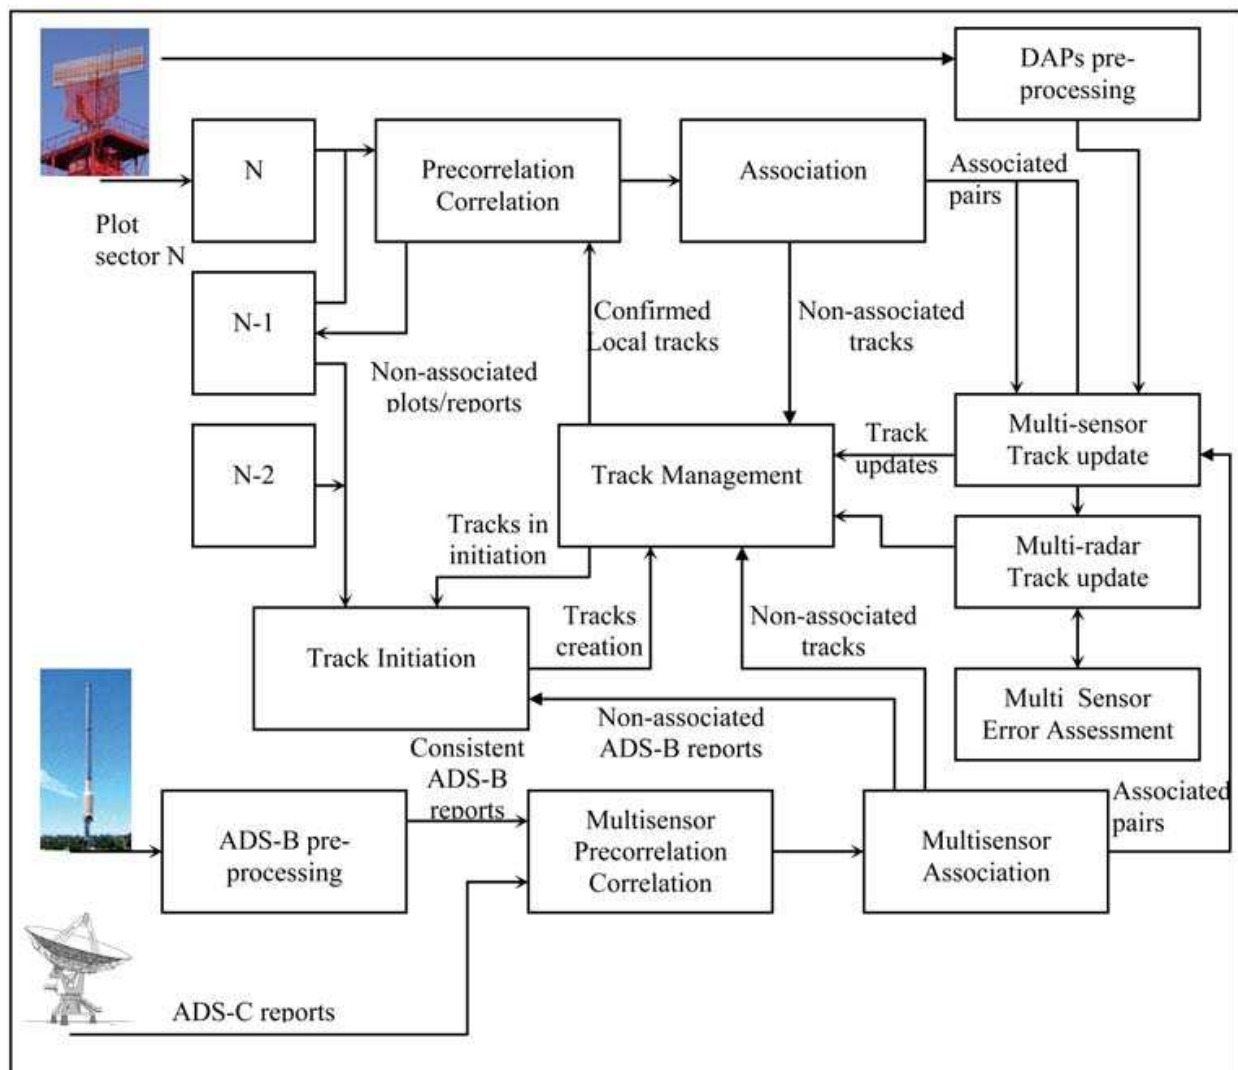 DAPs pre-
processing
N
Precorrelation
Correlation
Association
Associated
pairs
Plot
sector N
N-1
Confirmed
Local tracks
Non-associated
tracks
Non-associated
plots/reports
N-2
Track Management
Track
updates
Multi-sensor
Track update
Tracks in
initiation
Multi-radar
Track update
Track Initiation
Tracks
creation
Non-associated
tracks
Multi Sensor
Error Assessment
Non-associated
ADS-B reports
Consistent
ADS-B
reports
Associated
pairs
ADS-B pre-
processing
Multisensor
Precorrelation
Correlation
Multisensor
Association
ADS-C reports